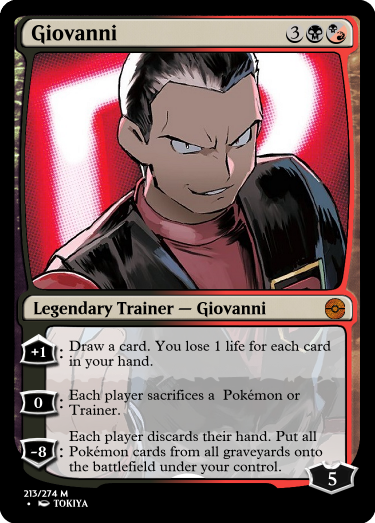 Giovanni 3
Legendary Trainer — Giovanni
+1: Draw a card. You lose 1 life for each card
in your hand.
0: Each player sacrifices a Pokémon or
Trainer.
-8: Each player discards their hand. Put all
Pokémon cards from all graveyards onto
the battlefield under your control.
5
213/274 M
• TOKIYA